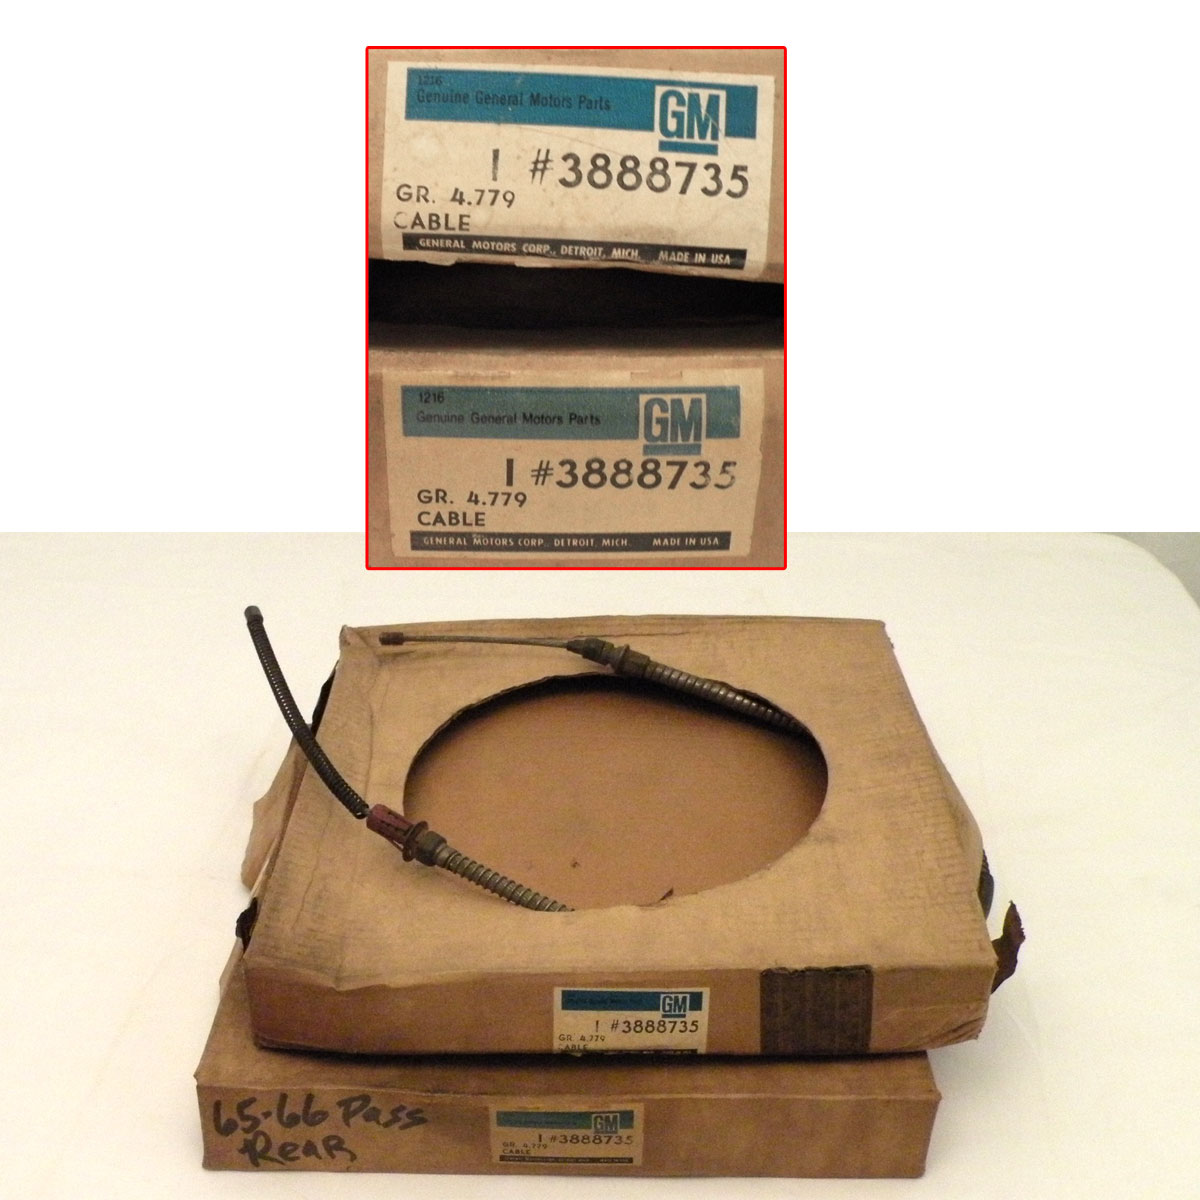 1216
Genuine General Motors Parts
GM
1 #3888735
GR. 4.779
CABLE
GENERAL MOTORS CORP., DETROIT, MICH. MADE IN USA
1216
Genuine General Motors Parts
GM
1 #3888735
GR. 4.779
CABLE
GENERAL MOTORS CORP., DETROIT, MICH. MADE IN USA
GM
1 #3888735
GR. 4.779
CABLE
65-66 Pass
Rear
GM
1 #3888735
GR. 4.779
CABLE